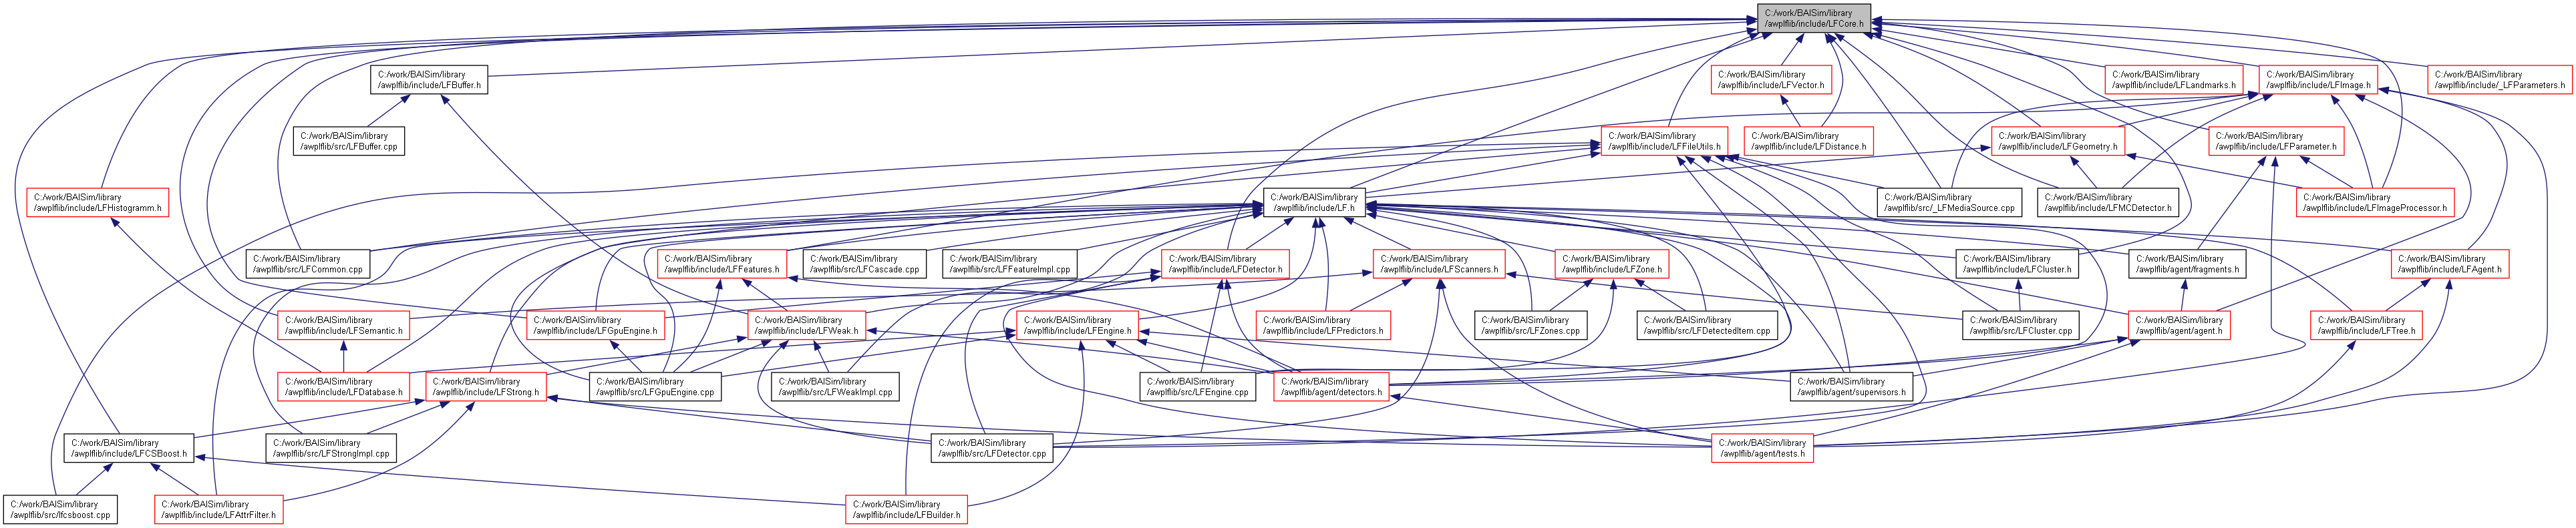 C:/work/BAISim/library
/awplflib/include/LFCore.h
C:/work/BAISim/library
/awplflib/include/LFBuffer.h
C:/work/BAISim/library
/awplflib/include/LFVector.h
C:/work/BAISim/library
/awplflib/include/LFLandmarks.h
C:/work/BAISim/library
/awplflib/include/LFImage.h
C:/work/BAISim/library
/awplflib/include/_LFParameters.h
C:/work/BAISim/library
/awplflib/src/LFBuffer.cpp
C:/work/BAISim/library
/awplflib/include/LFFileUtils.h
C:/work/BAISim/library
/awplflib/include/LFDistance.h
C:/work/BAISim/library
/awplflib/include/LFGeometry.h
C:/work/BAISim/library
/awplflib/include/LFParameter.h
C:/work/BAISim/library
/awplflib/include/LFHistogramm.h
C:/work/BAISim/library
/awplflib/include/LF.h
C:/work/BAISim/library
/awplflib/src/_LFMediaSource.cpp
C:/work/BAISim/library
/awplflib/include/LFMCDetector.h
C:/work/BAISim/library
/awplflib/include/LFImageProcessor.h
C:/work/BAISim/library
/awplflib/src/LFCommon.cpp
C:/work/BAISim/library
/awplflib/include/LFFeatures.h
C:/work/BAISim/library
/awplflib/src/LFCascade.cpp
C:/work/BAISim/library
/awplflib/src/LFFeatureImpl.cpp
C:/work/BAISim/library
/awplflib/include/LFDetector.h
C:/work/BAISim/library
/awplflib/include/LFScanners.h
C:/work/BAISim/library
/awplflib/include/LFZone.h
C:/work/BAISim/library
/awplflib/include/LFCluster.h
C:/work/BAISim/library
/awplflib/agent/fragments.h
C:/work/BAISim/library
/awplflib/include/LFAgent.h
C:/work/BAISim/library
/awplflib/include/LFSemantic.h
C:/work/BAISim/library
/awplflib/include/LFGpuEngine.h
C:/work/BAISim/library
/awplflib/include/LFWeak.h
C:/work/BAISim/library
/awplflib/include/LFEngine.h
C:/work/BAISim/library
/awplflib/include/LFPredictors.h
C:/work/BAISim/library
/awplflib/src/LFZones.cpp
C:/work/BAISim/library
/awplflib/src/LFDetectedItem.cpp
C:/work/BAISim/library
/awplflib/src/LFCluster.cpp
C:/work/BAISim/library
/awplflib/agent/agent.h
C:/work/BAISim/library
/awplflib/include/LFTree.h
C:/work/BAISim/library
/awplflib/include/LFDatabase.h
C:/work/BAISim/library
/awplflib/include/LFStrong.h
C:/work/BAISim/library
/awplflib/src/LFGpuEngine.cpp
C:/work/BAISim/library
/awplflib/src/LFWeakImpl.cpp
C:/work/BAISim/library
/awplflib/src/LFEngine.cpp
C:/work/BAISim/library
/awplflib/agent/detectors.h
C:/work/BAISim/library
/awplflib/agent/supervisors.h
C:/work/BAISim/library
/awplflib/include/LFCSBoost.h
C:/work/BAISim/library
/awplflib/src/LFStrongImpl.cpp
C:/work/BAISim/library
/awplflib/src/LFDetector.cpp
C:/work/BAISim/library
/awplflib/agent/tests.h
C:/work/BAISim/library
/awplflib/src/lfcsboost.cpp
C:/work/BAISim/library
/awplflib/include/LFAttrFilter.h
C:/work/BAISim/library
/awplflib/include/LFBuilder.h